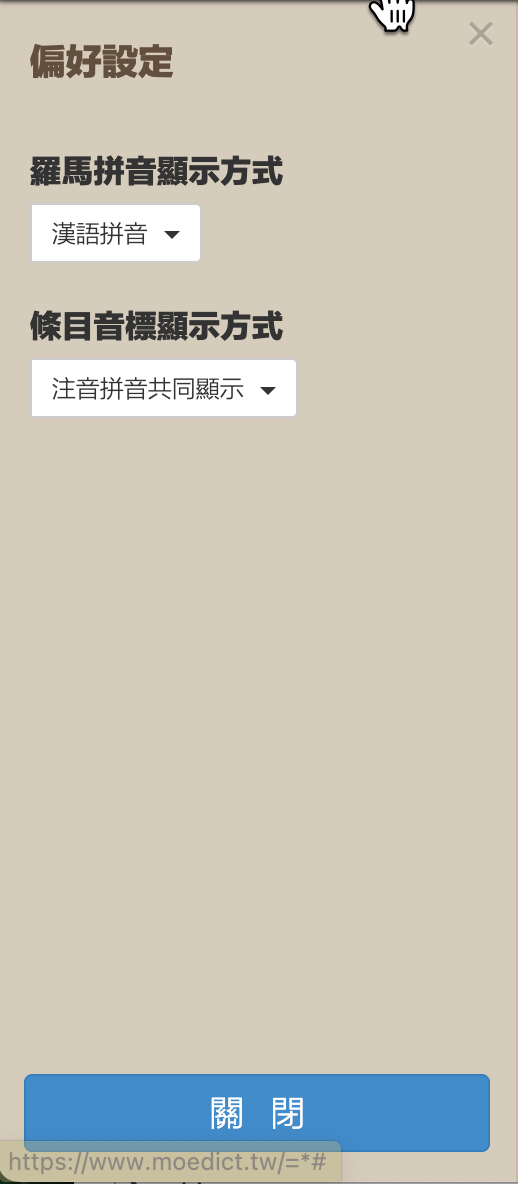 偏好設定
羅馬拼音顯示方式
漢語拼音
條目音標顯示方式
注音拼音共同顯示
關 閉
https://www.moedict.tw/=*#